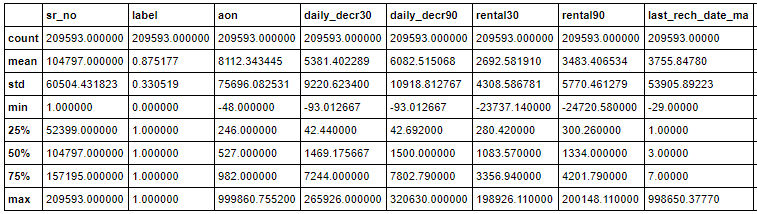 sr_no label aon daily_decr30 daily_decr90 rental30 rental90 last_rech_date_ma
count 209593.000000 209593.000000 209593.000000 209593.000000 209593.000000 209593.000000 209593.000000 209593.00000
mean 104797.000000 0.875177 8112.343445 5381.402289 6082.515068 2692.581910 3483.406534 3755.84780
std 60504.431823 0.330519 75696.082531 9220.623400 10918.812767 4308.586781 5770.461279 53905.89223
min 1.000000 0.000000 -48.000000 -93.012667 -93.012667 -23737.140000 -24720.580000 -29.00000
25% 52399.000000 1.000000 246.000000 42.440000 42.692000 280.420000 300.260000 1.00000
50% 104797.000000 1.000000 527.000000 1469.175667 1500.000000 1083.570000 1334.000000 3.00000
75% 157195.000000 1.000000 982.000000 7244.000000 7802.790000 3356.940000 4201.790000 7.00000
max 209593.000000 1.000000 999860.755200 265926.000000 320630.000000 198926.110000 200148.110000 998650.37770